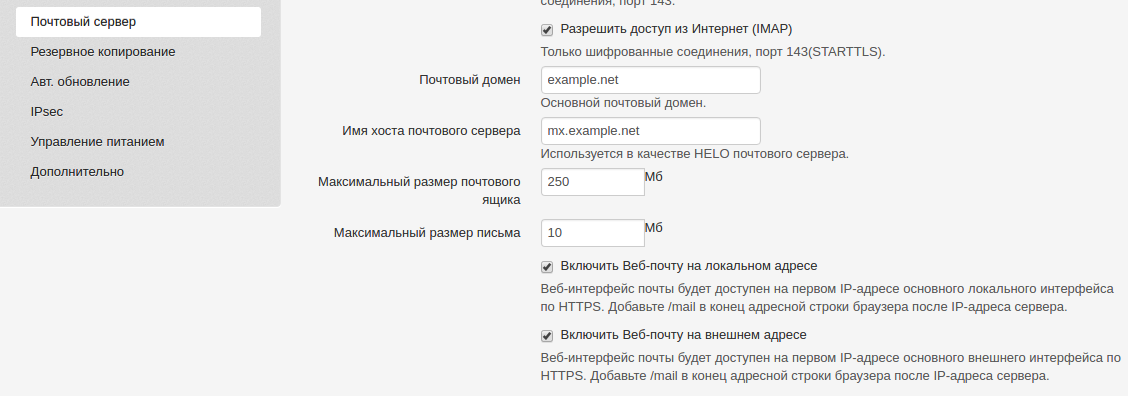 Почтовый сервер
Резервное копирование
Авт. обновление
IPsec
Управление питанием
Дополнительно
соединения, порт 143.
Разрешить доступ из Интернет (IMAP)
Только шифрованные соединения, порт 143(STARTTLS).
Почтовый домен
example.net
Основной почтовый домен.
Имя хоста почтового сервера
mx.example.net
Используется в качестве HELO почтового сервера.
Максимальный размер почтового
ящика
250
Мб
Максимальный размер письма
10
Мб
Включить Веб-почту на локальном адресе
Веб-интерфейс почты будет доступен на первом IP-адресе основного локального интерфейса
по HTTPS. Добавьте /mail в конец адресной строки браузера после IP-адреса сервера.
Включить Веб-почту на внешнем адресе
Веб-интерфейс почты будет доступен на первом IP-адресе основного внешнего интерфейса по
HTTPS. Добавьте /mail в конец адресной строки браузера после IP-адреса сервера.